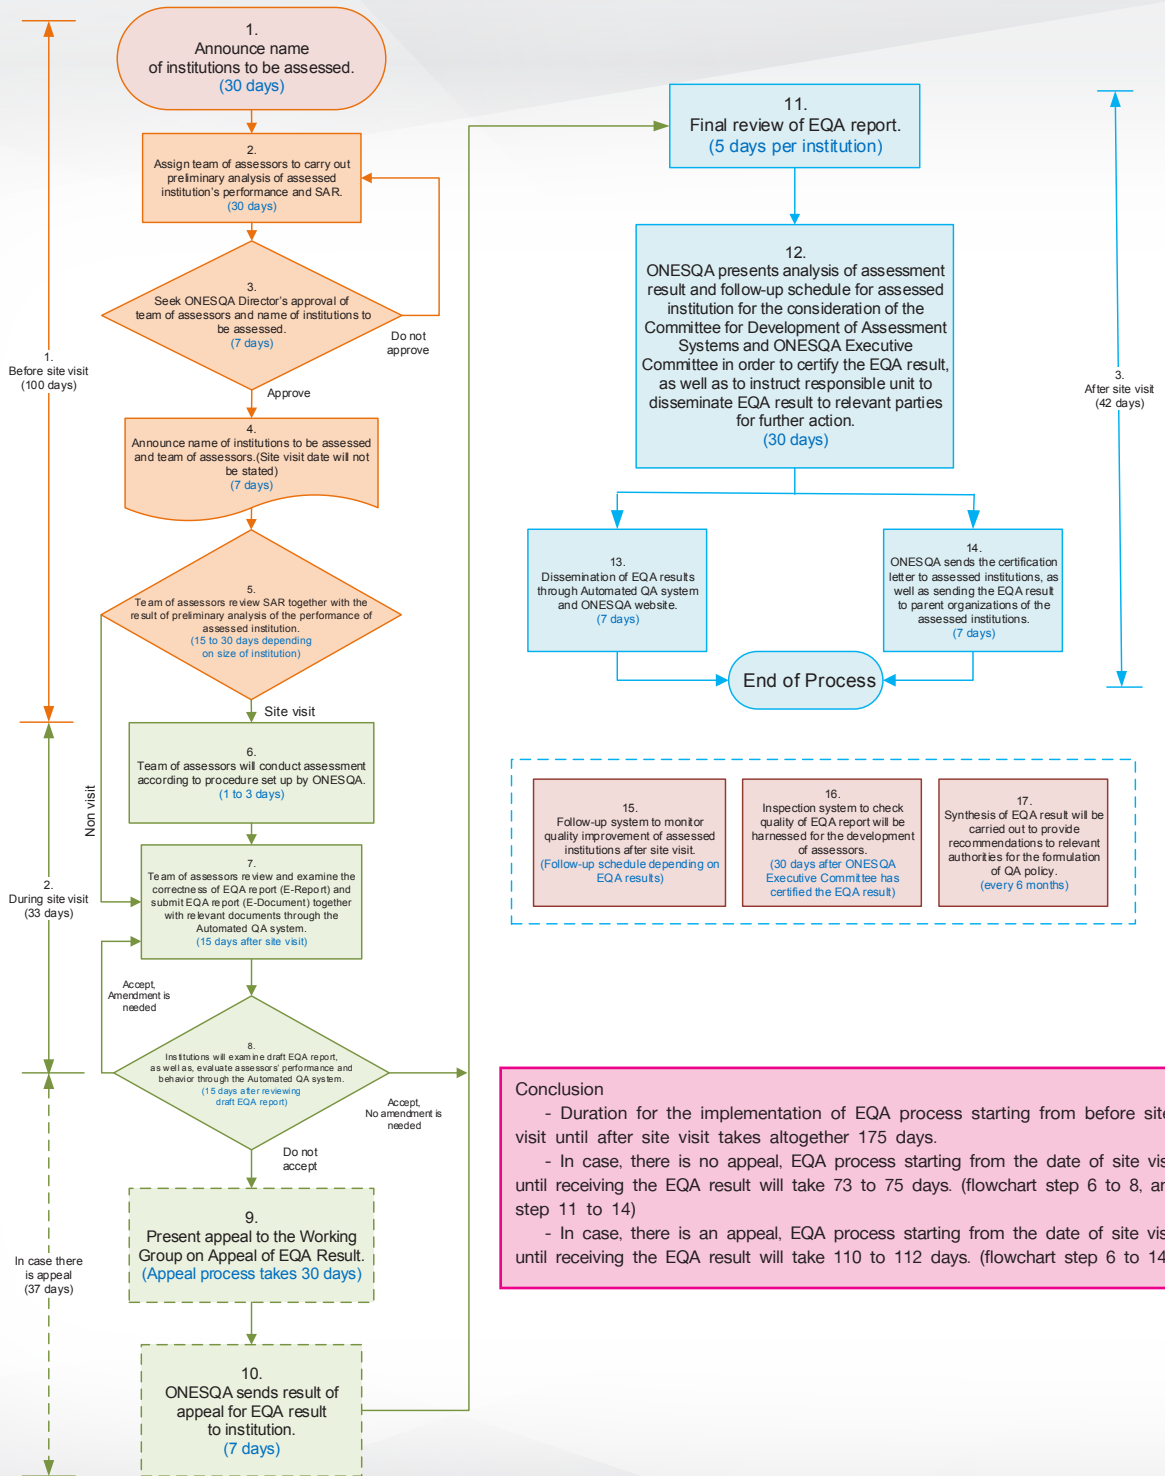 1.
Announce name
of institutions to be assessed.
(30 days)
2.
Assign team of assessors to carry out
preliminary analysis of assessed
institution's performance and SAR.
(30 days)
3.
Seek ONESQA Director's approval of
team of assessors and name of institutions to
be assessed.
(7 days)
Do not
approve
Approve
4.
Announce name of institutions to be assessed
and team of assessors.(Site visit date will not
be stated)
(7 days)
5.
Team of assessors review SAR together with the
result of preliminary analysis of the performance of
assessed institution.
(15 to 30 days depending
on size of institution)
Site visit
Non visit
1.
Before site visit
(100 days)
6.
Team of assessors will conduct assessment
according to procedure set up by ONESQA.
(1 to 3 days)
7.
Team of assessors review and examine the
correctness of EQA report (E-Report) and
submit EQA report (E-Document) together
with relevant documents through the
Automated QA system.
(15 days after site visit)
2.
During site visit
(33 days)
Accept,
Amendment is
needed
8.
Institutions will examine draft EQA report,
as well as, evaluate assessors' performance and
behavior through the Automated QA system.
(15 days after reviewing
draft EQA report)
Accept,
No amendment is
needed
Do not
accept
9.
Present appeal to the Working
Group on Appeal of EQA Result.
(Appeal process takes 30 days)
In case there
is appeal
(37 days)
10.
ONESQA sends result of
appeal for EQA result
to institution.
(7 days)
11.
Final review of EQA report.
(5 days per institution)
12.
ONESQA presents analysis of assessment
result and follow-up schedule for assessed
institution for the consideration of the
Committee for Development of Assessment
Systems and ONESQA Executive
Committee in order to certify the EQA result,
as well as to instruct responsible unit to
disseminate EQA result to relevant parties
for further action.
(30 days)
3.
After site visit
(42 days)
13.
Dissemination of EQA results
through Automated QA system
and ONESQA website.
(7 days)
14.
ONESQA sends the certification
letter to assessed institutions, as
well as sending the EQA result
to parent organizations of the
assessed institutions.
(7 days)
End of Process
15.
Follow-up system to monitor
quality improvement of assessed
institutions after site visit.
(Follow-up schedule depending on
EQA results)
16.
Inspection system to check
quality of EQA report will be
harnessed for the development
of assessors.
(30 days after ONESQA
Executive Committee has
certified the EQA result)
17.
Synthesis of EQA result will be
carried out to provide
recommendations to relevant
authorities for the formulation
of QA policy.
(every 6 months)
Conclusion
- Duration for the implementation of EQA process starting from before site
visit until after site visit takes altogether 175 days.
- In case, there is no appeal, EQA process starting from the date of site vis
until receiving the EQA result will take 73 to 75 days. (flowchart step 6 to 8, an
step 11 to 14)
- In case, there is an appeal, EQA process starting from the date of site vis
until receiving the EQA result will take 110 to 112 days. (flowchart step 6 to 14